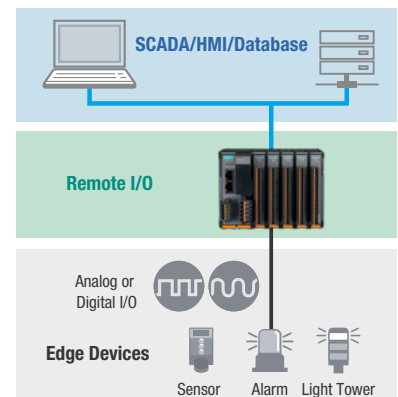 SCADA/HMI/Database
Remote I/O
Analog or
Digital I/O
Edge Devices
Sensor
Alarm
Light Tower